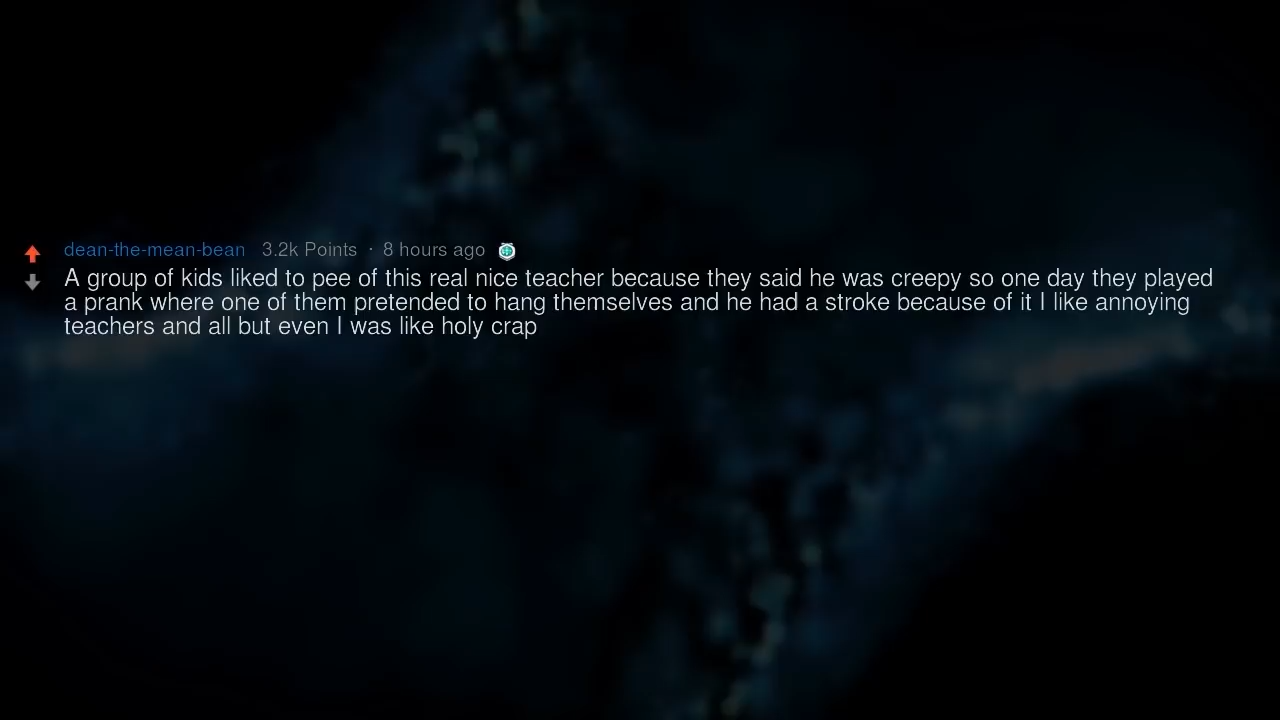 dean-the-mean-bean 3.2k Points · 8 hours ago
A group of kids liked to pee of this real nice teacher because they said he was creepy so one day they played
a prank where one of them pretended to hang themselves and he had a stroke because of it I like annoying
teachers and all but even I was like holy crap